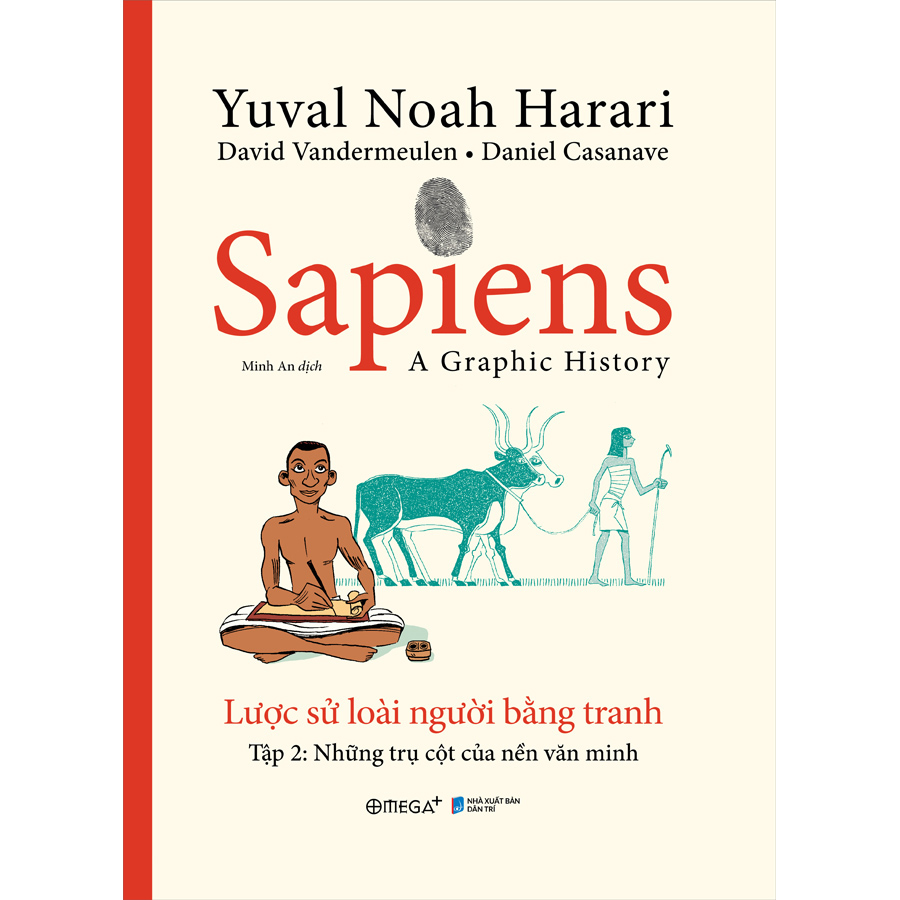 Yuval Noah Harari
David Vandermeulen • Daniel Casanave
Sapiens
Minh An dịch
A Graphic History
Lược sử loài người bằng tranh
Tập 2: Những trụ cột của nền văn minh
OMEGA+
NHÀ XUẤT BẢN
DÂN TRÍ